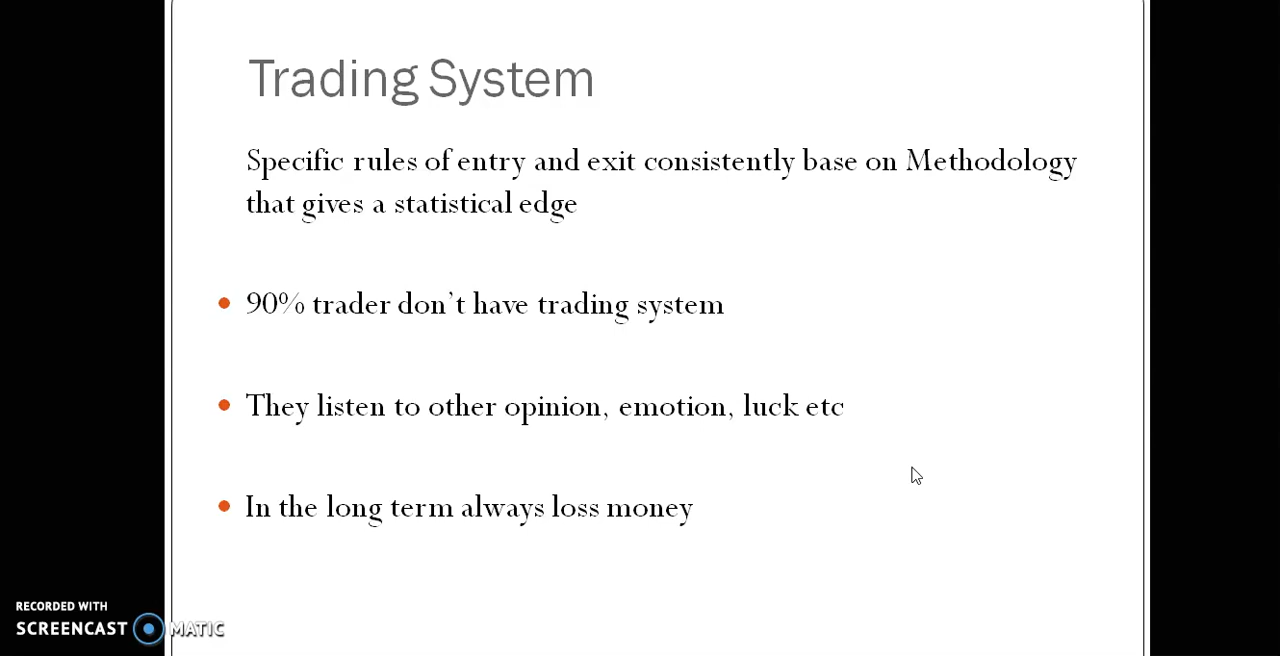 Trading System
Specific rules of entry and exit consistently base on Methodology
that gives a statistical edge
90% trader don't have trading system
They listen to other opinion, emotion, luck etc
In the long term always loss money
RECORDED WITH
SCREENCAST MATIC